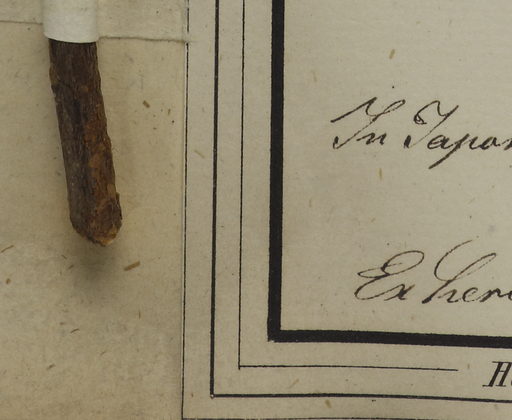 In Japon
Ex her
H